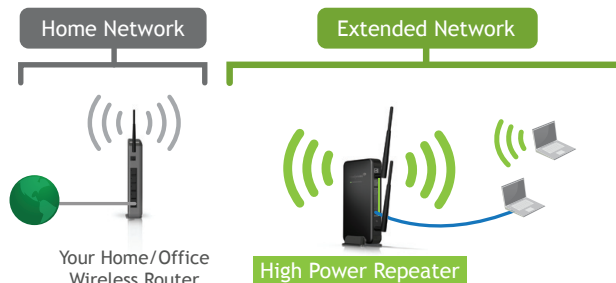 Home Network
Extended Network
Your Home/Office
Wireless Router
High Power Repeater